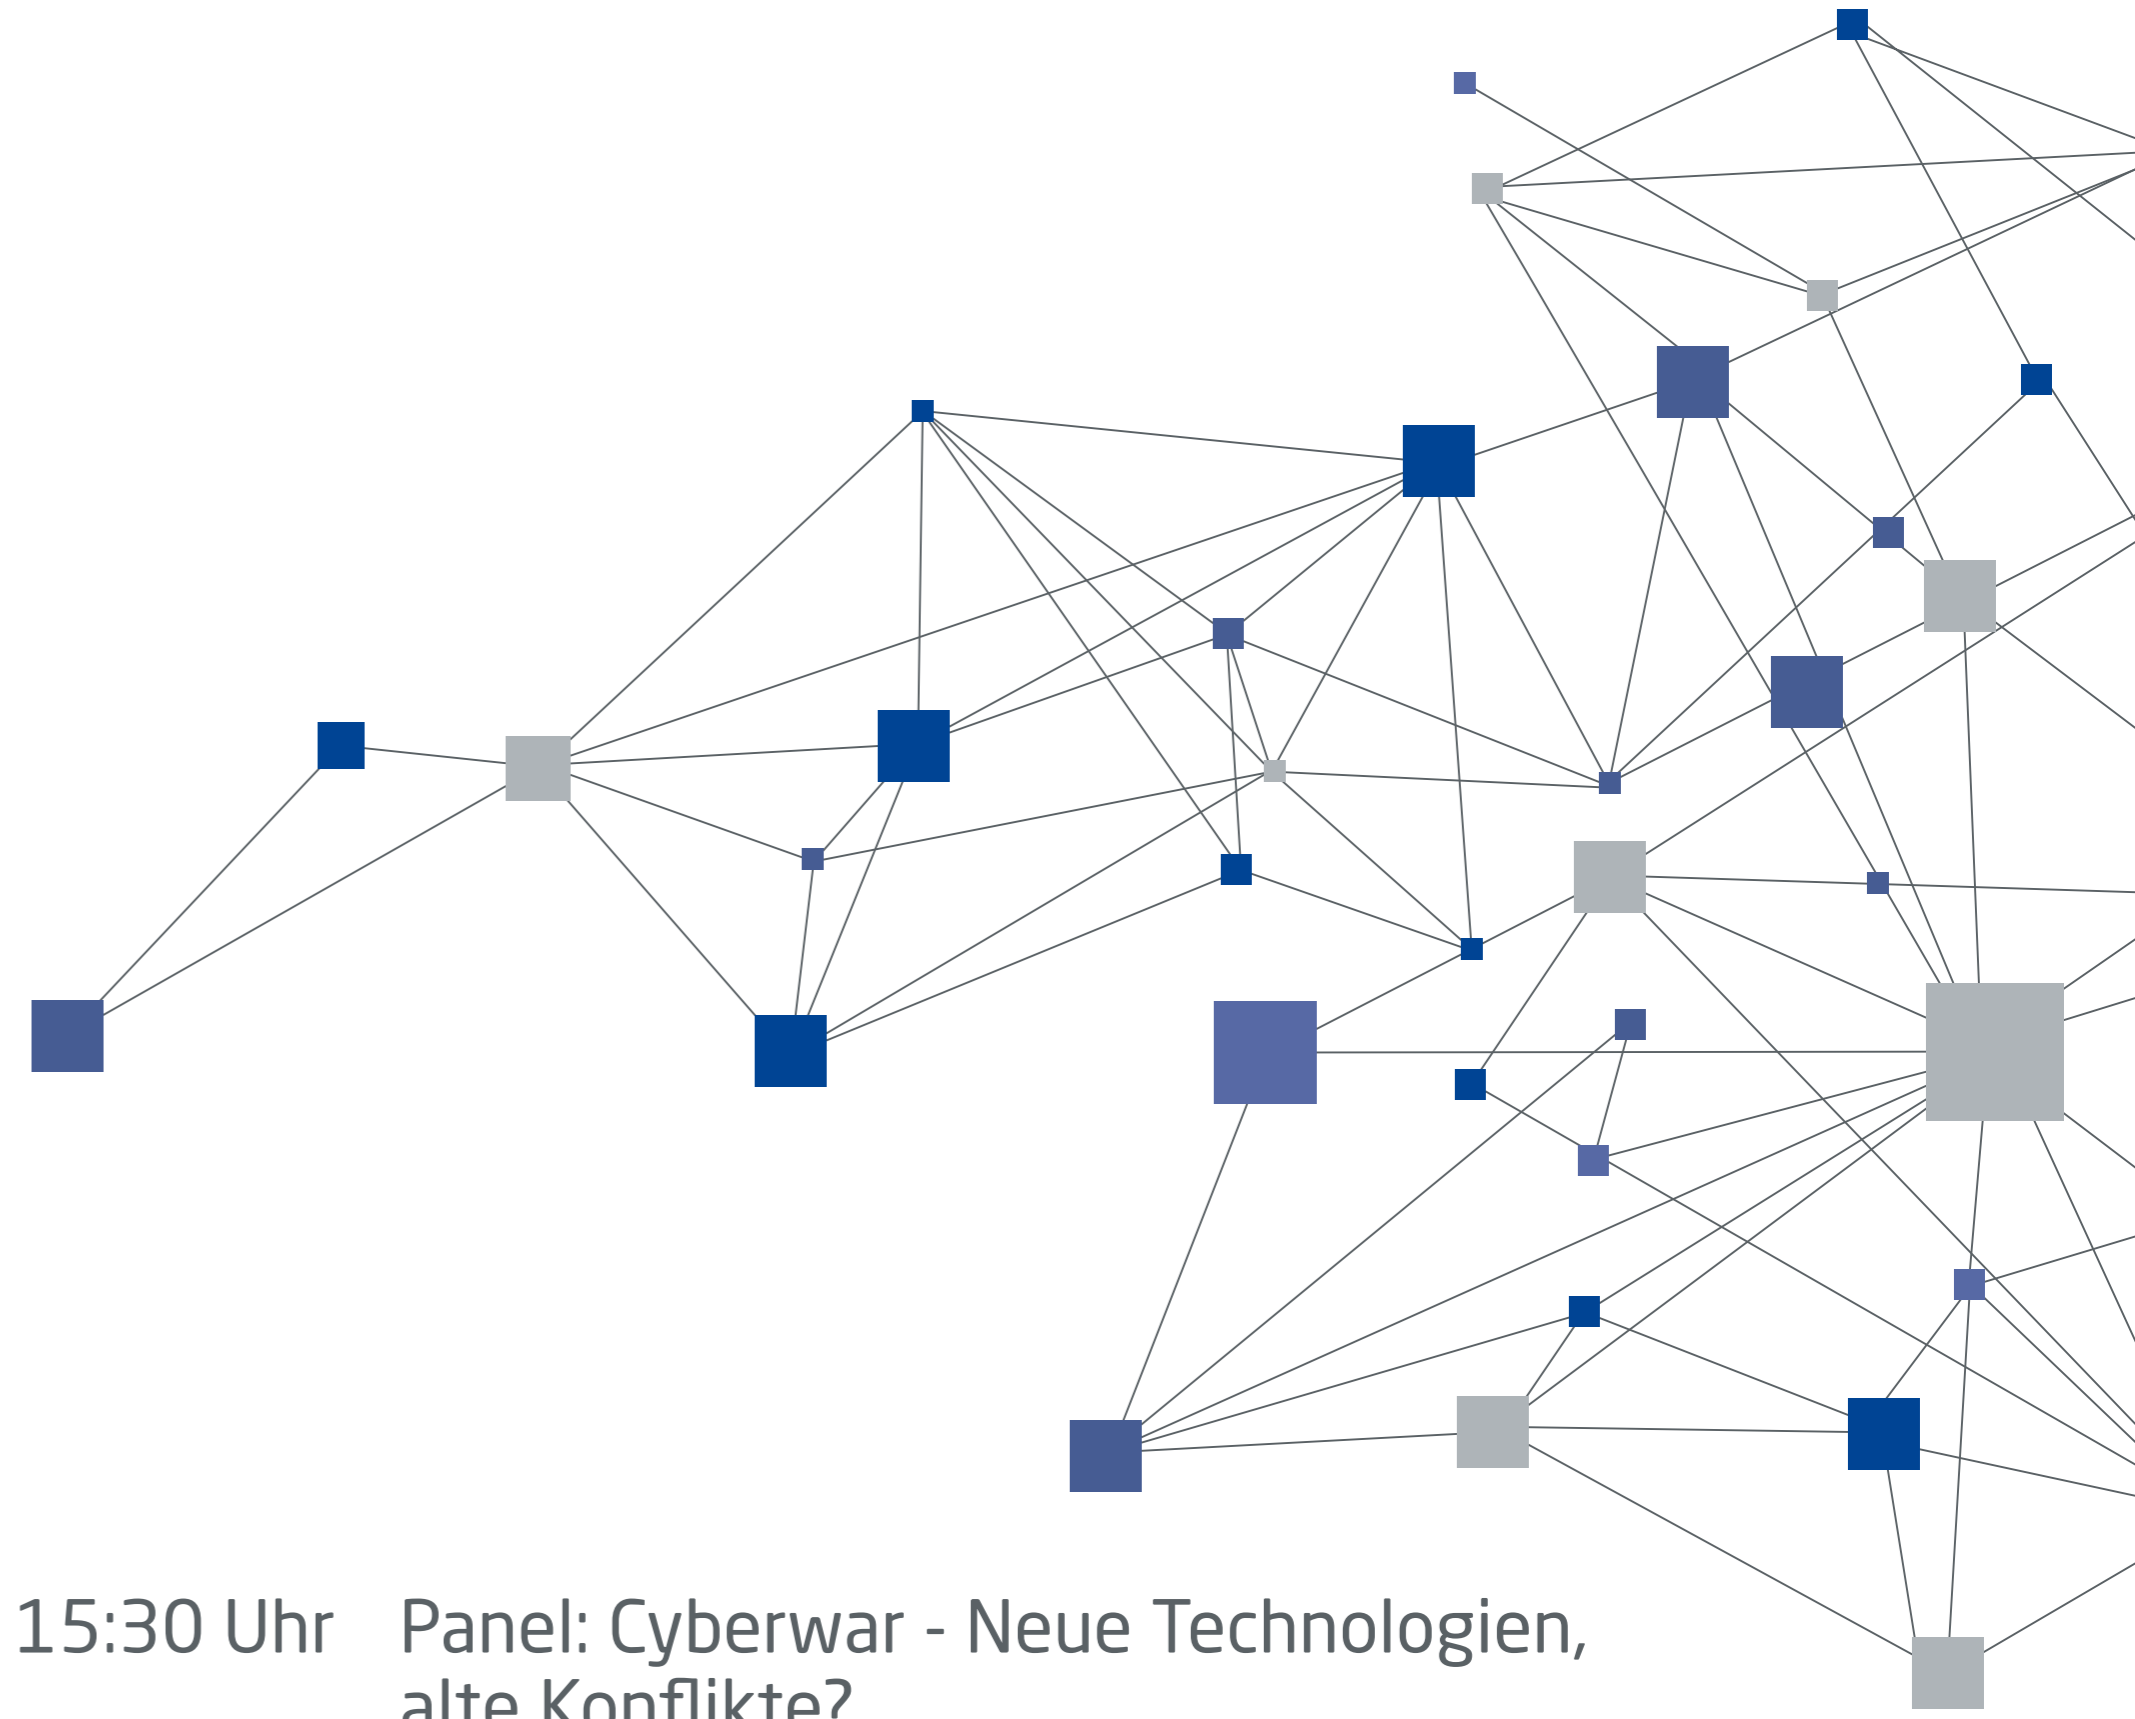 15:30 Uhr Panel: Cyberwar - Neue Technologien,
alte Konflikte?